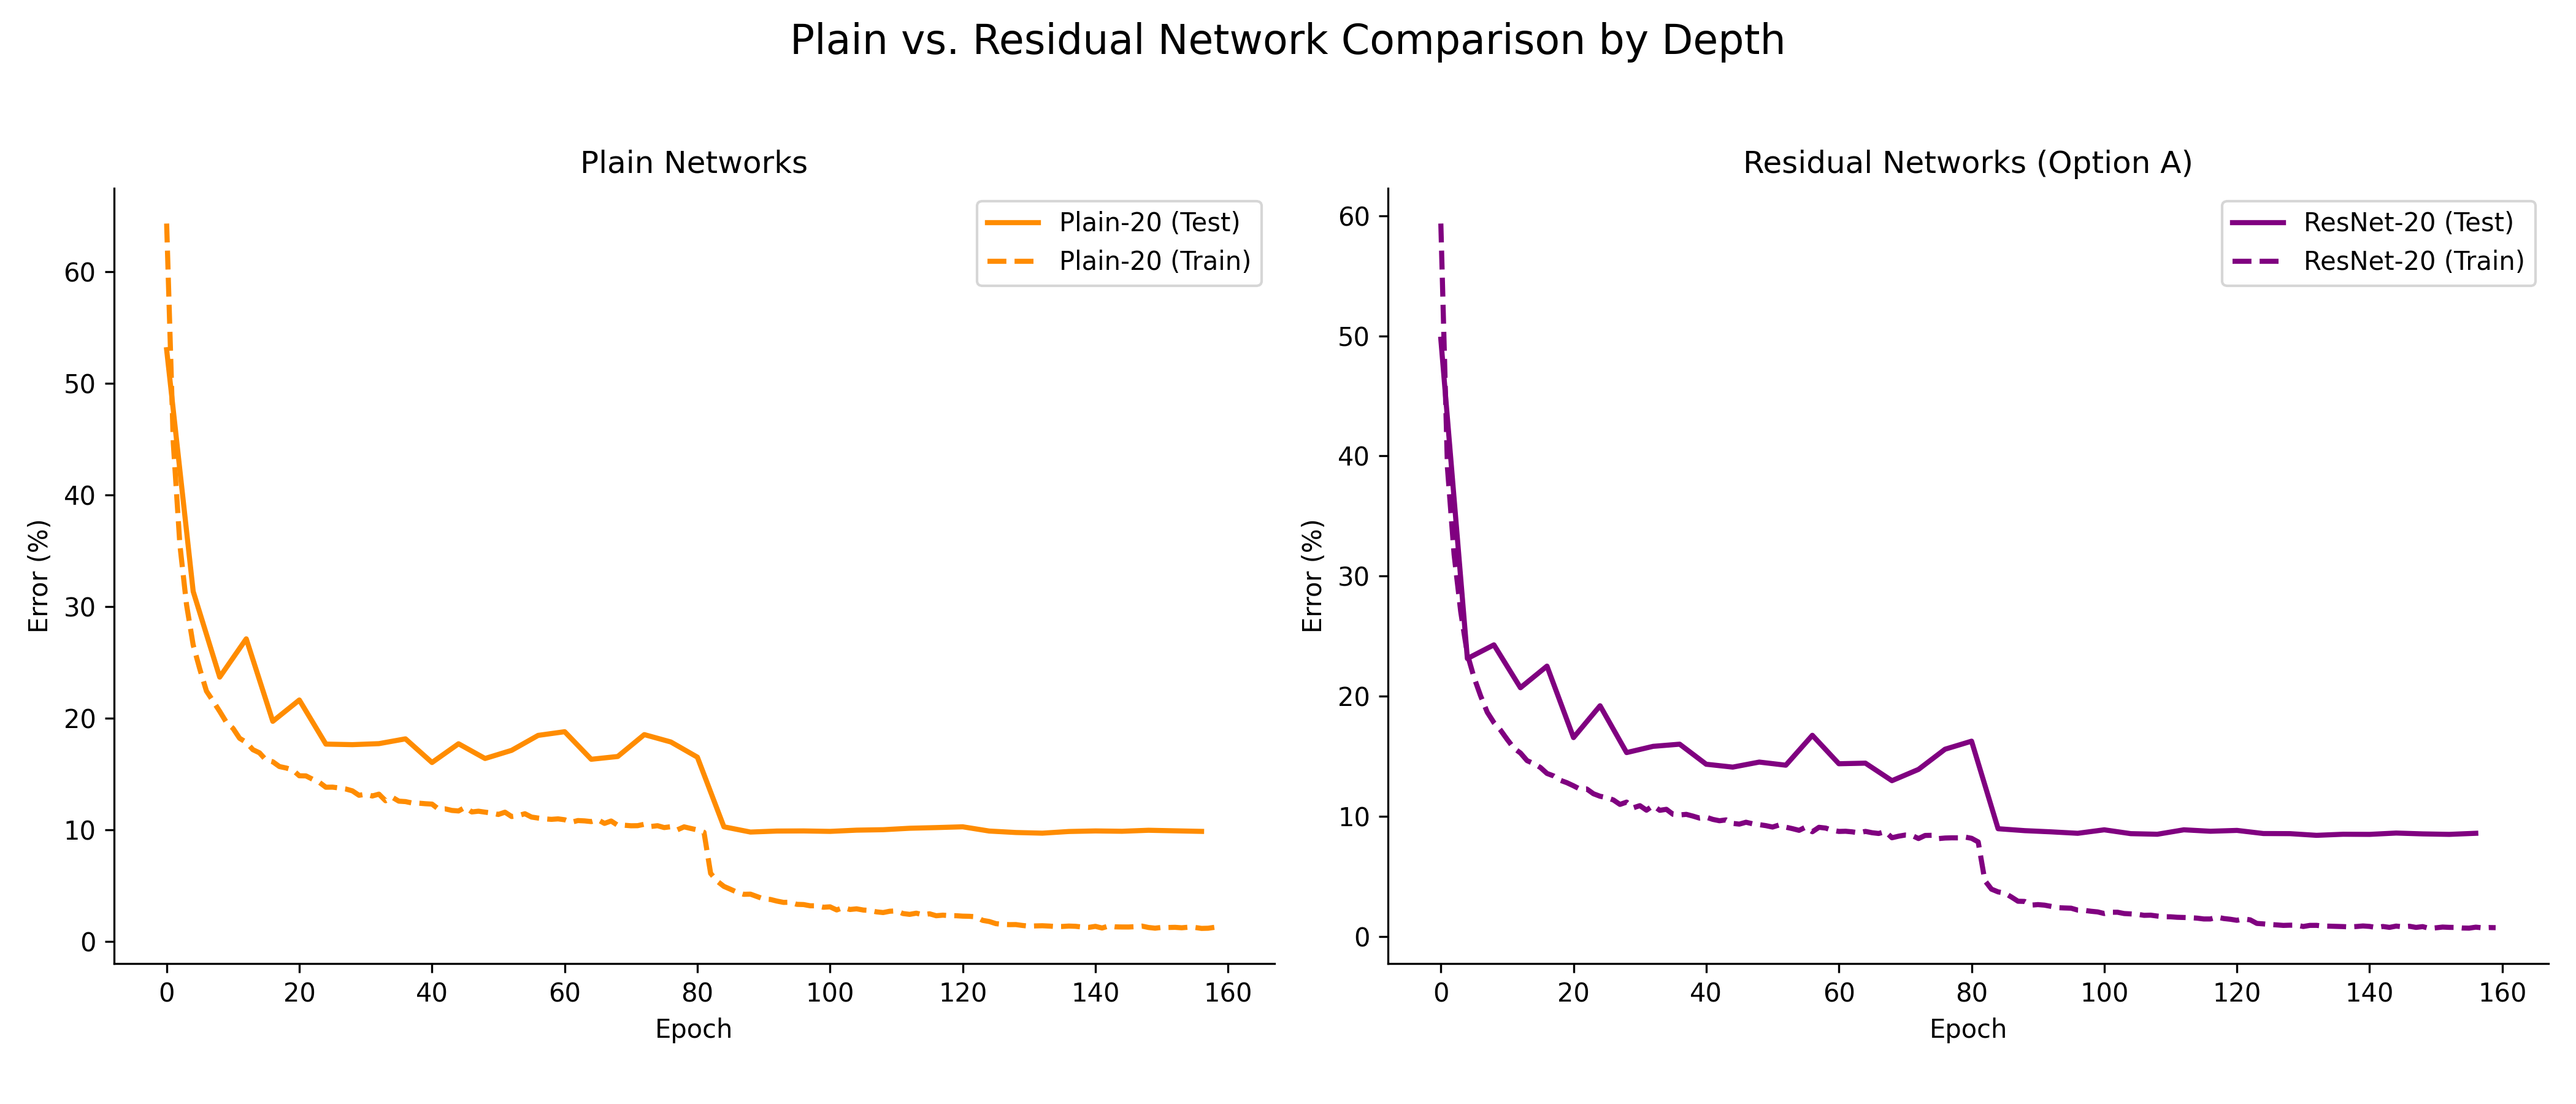 Plain vs. Residual Network Comparison by Depth
Plain Networks
Plain-20 (Test)
Plain-20 (Train)
Error (%)
60
50
40
30
20
10
0
0 20 40 60 80 100 120 140 160
Epoch
Residual Networks (Option A)
ResNet-20 (Test)
ResNet-20 (Train)
Error (%)
60
50
40
30
20
10
0
0 20 40 60 80 100 120 140 160
Epoch